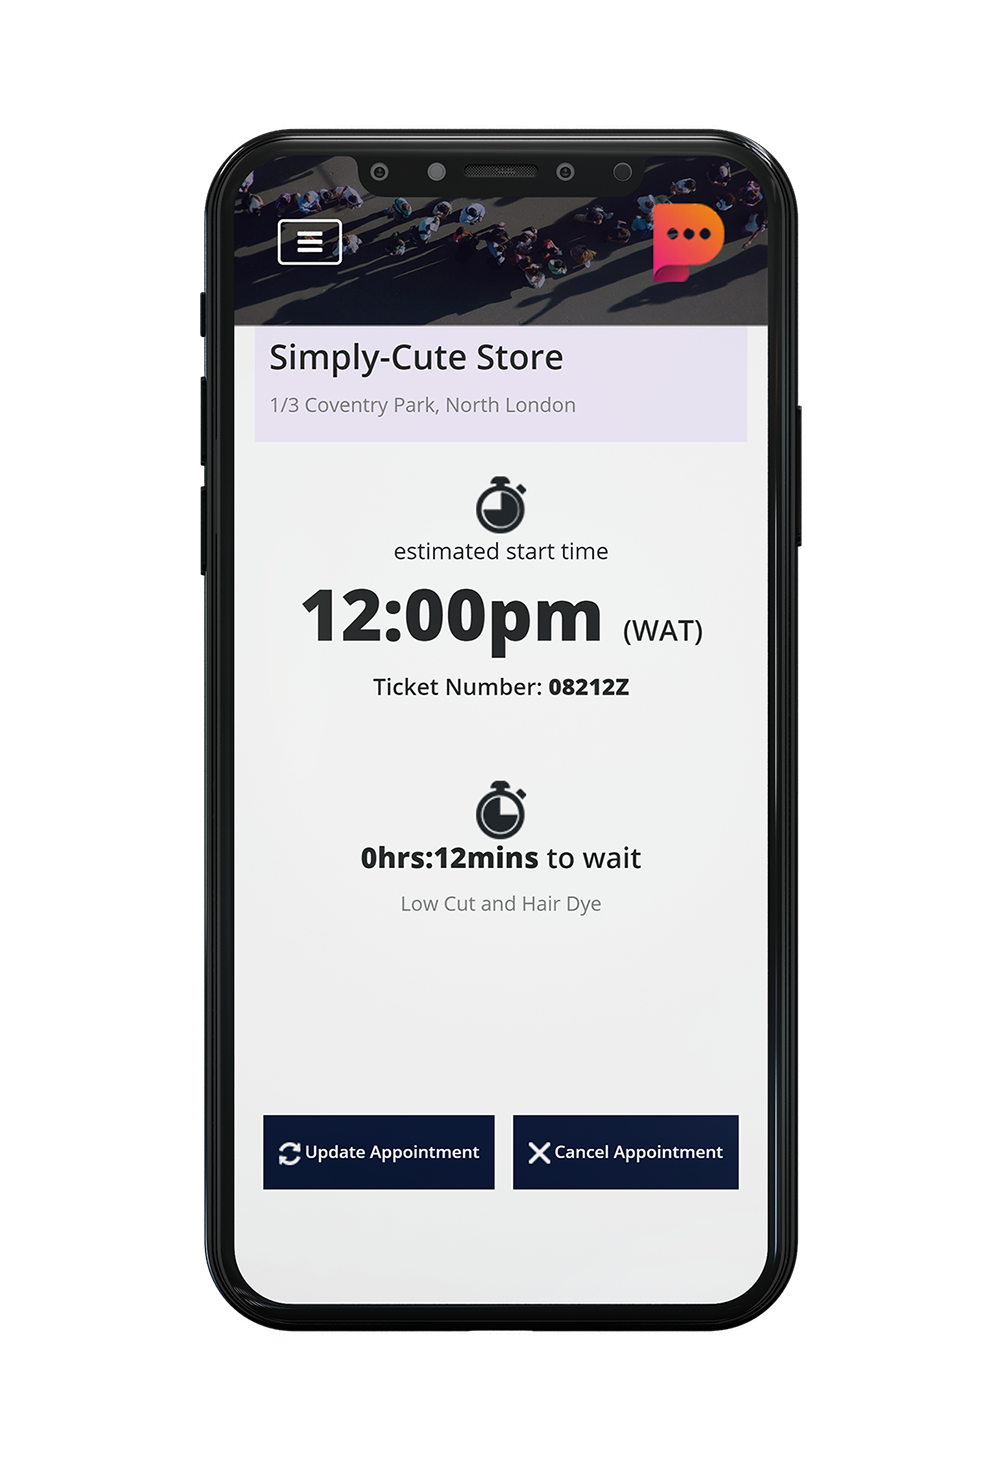 Simply-Cute Store
1/3 Coventry Park, North London
estimated start time
12:00pm (WAT)
Ticket Number: 08212Z
0hrs:12mins to wait
Low Cut and Hair Dye
Update Appointment
Cancel Appointment